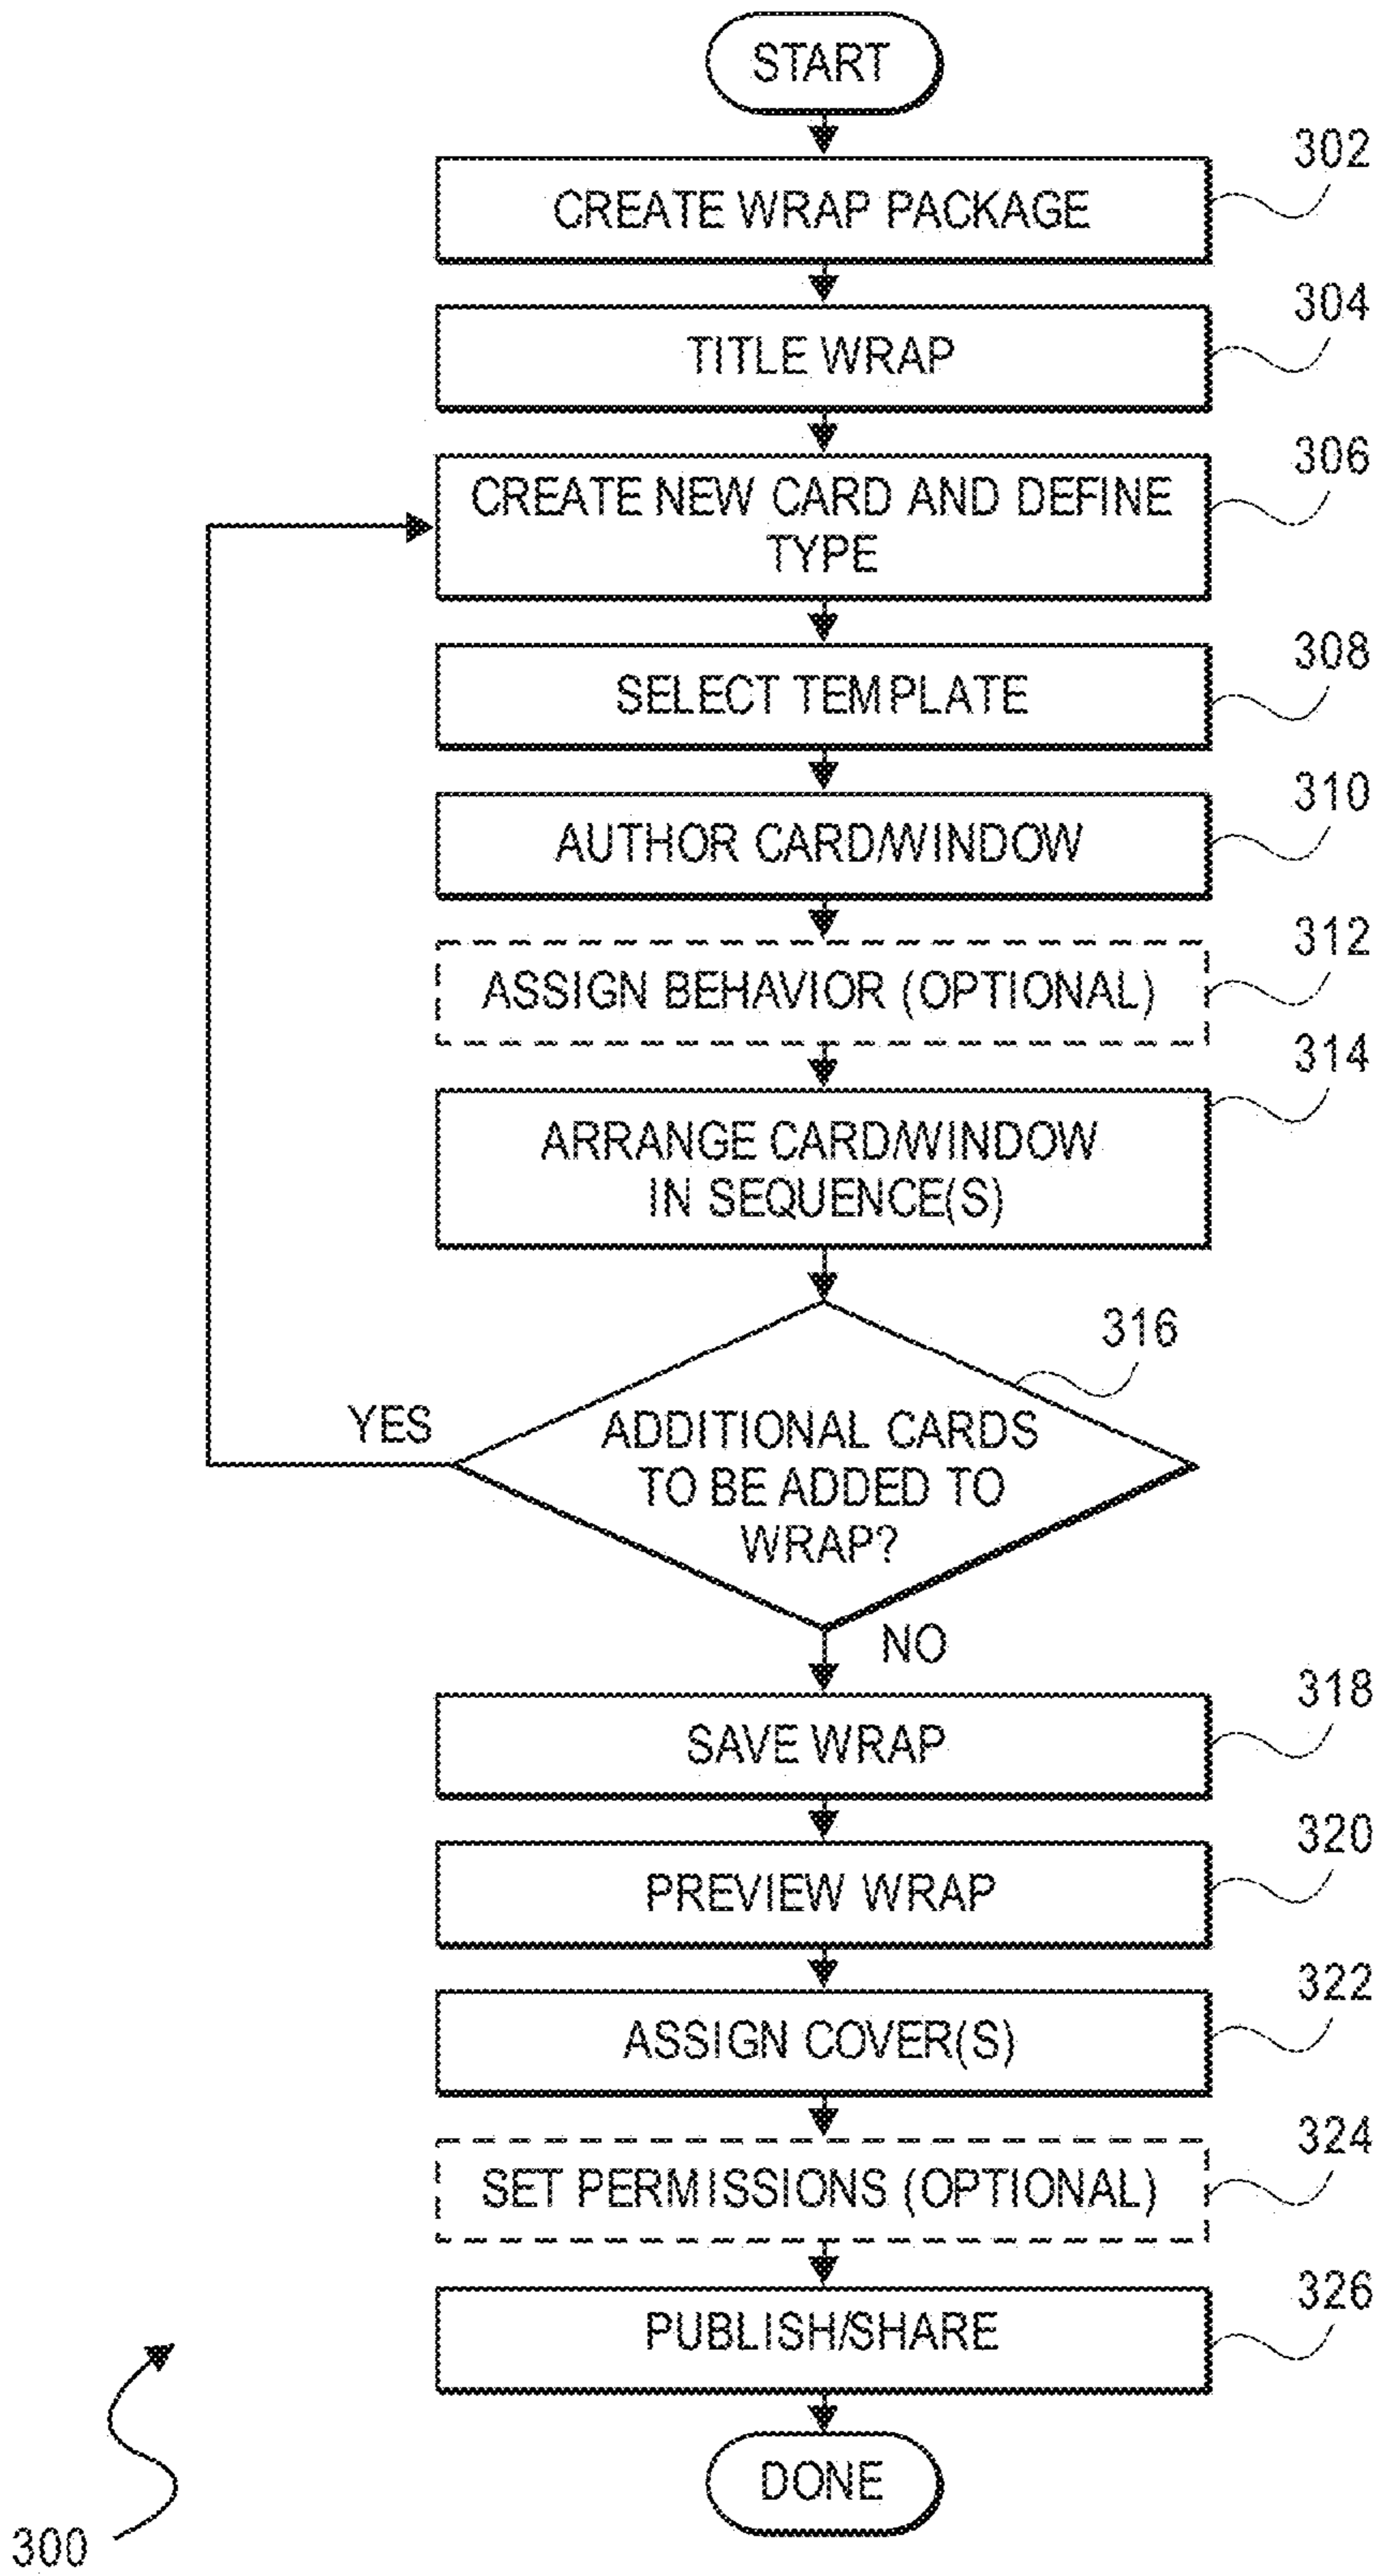 START
302
CREATE WRAP PACKAGE
304
TITLE WRAP
306
CREATE NEW CARD AND DEFINE
TYPE
308
SELECT TEMPLATE
310
AUTHOR CARD/WINDOW
312
ASSIGN BEHAVIOR (OPTIONAL)
314
ARRANGE CARD/WINDOW
IN SEQUENCE(S)
316
YES
ADDITIONAL CARDS
TO BE ADDED TO
WRAP?
NO
318
SAVE WRAP
320
PREVIEW WRAP
322
ASSIGN COVER(S)
324
SET PERMISSIONS (OPTIONAL)
326
PUBLISH/SHARE
DONE
300